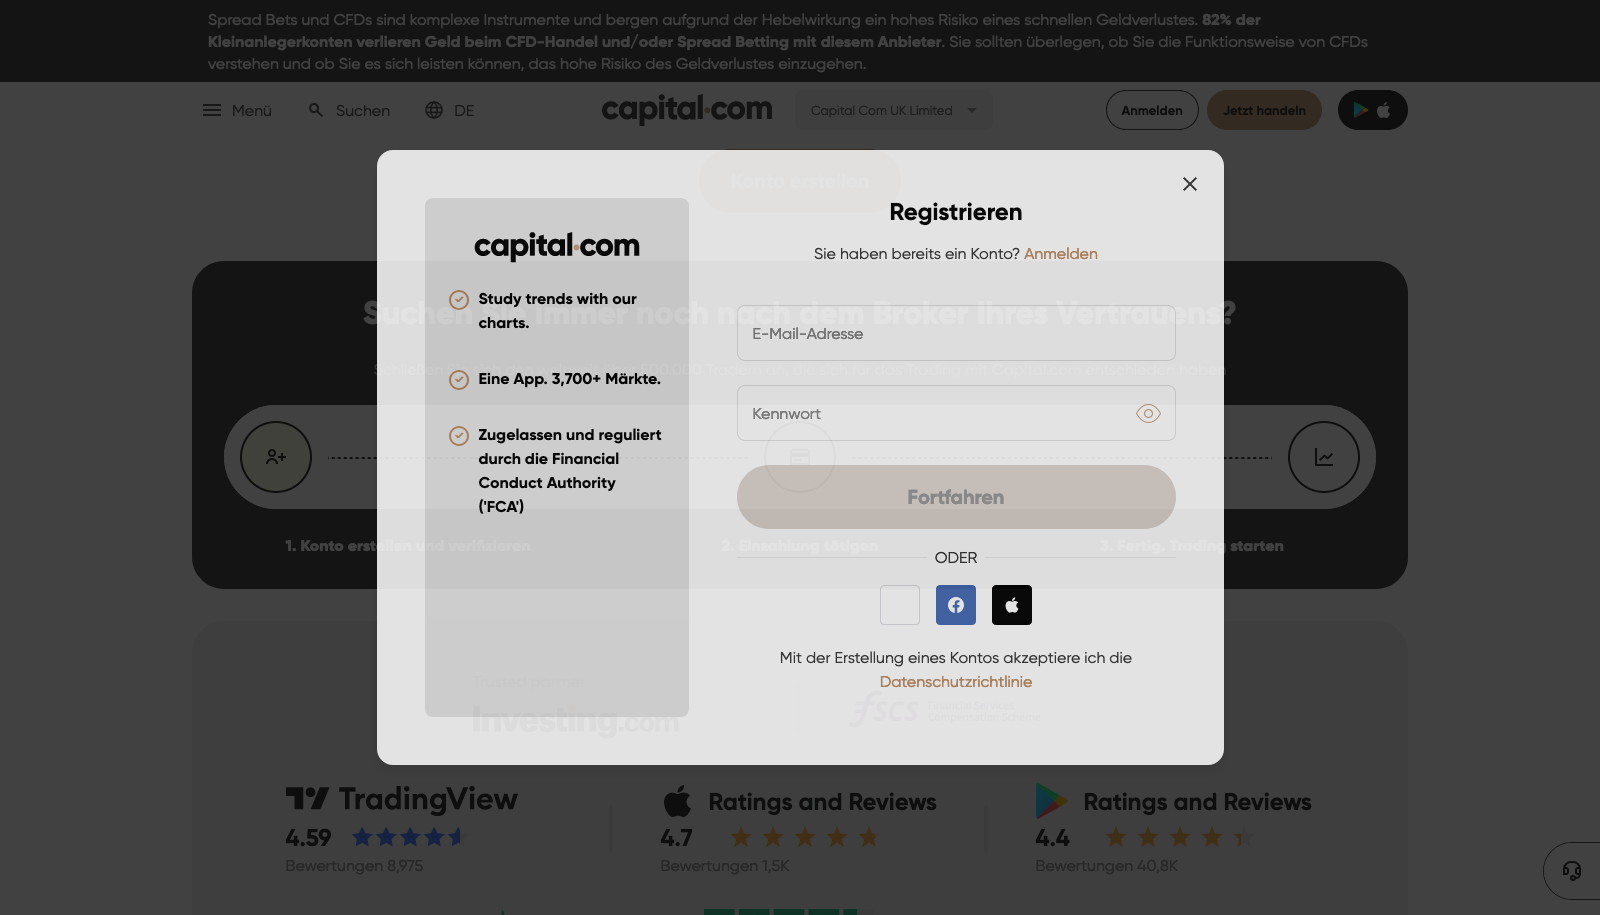 Spread Bets und CFDs sind komplexe Instrumente und bergen aufgrund der Hebelwirkung ein hohes Risiko eines schnellen Geldverlustes. 82% der
Kleinanlegerkonten verlieren Geld beim CFD-Handel und/oder Spread Betting mit diesem Anbieter. Sie sollten überlegen, ob Sie die Funktionsweise von CFDs
verstehen und ob Sie es sich leisten können, das hohe Risiko des Geldverlustes einzugehen.
Menü Suchen DE capital.com Capital Com UK Limited Anmelden Jetzt handeln
Konto erstellen
Registrieren
Sie haben bereits ein Konto? Anmelden
capital.com
Study trends with our
charts.
Eine App. 3,700+ Märkte.
Zugelassen und reguliert
durch die Financial
Conduct Authority
('FCA')
E-Mail-Adresse
Kennwort
Fortfahren
ODER
Mit der Erstellung eines Kontos akzeptiere ich die
Datenschutzrichtlinie
Suchen Sie immer noch nach dem Broker Ihres Vertrauens?
1. Konto erstellen und verifizieren
2. Einzahlung tätigen
3. Fertig. Trading starten
Investing.com
fscs
TradingView
4.59
Bewertungen 8,975
Ratings and Reviews
4.7
Bewertungen 1,5K
Ratings and Reviews
4.4
Bewertungen 40,8K